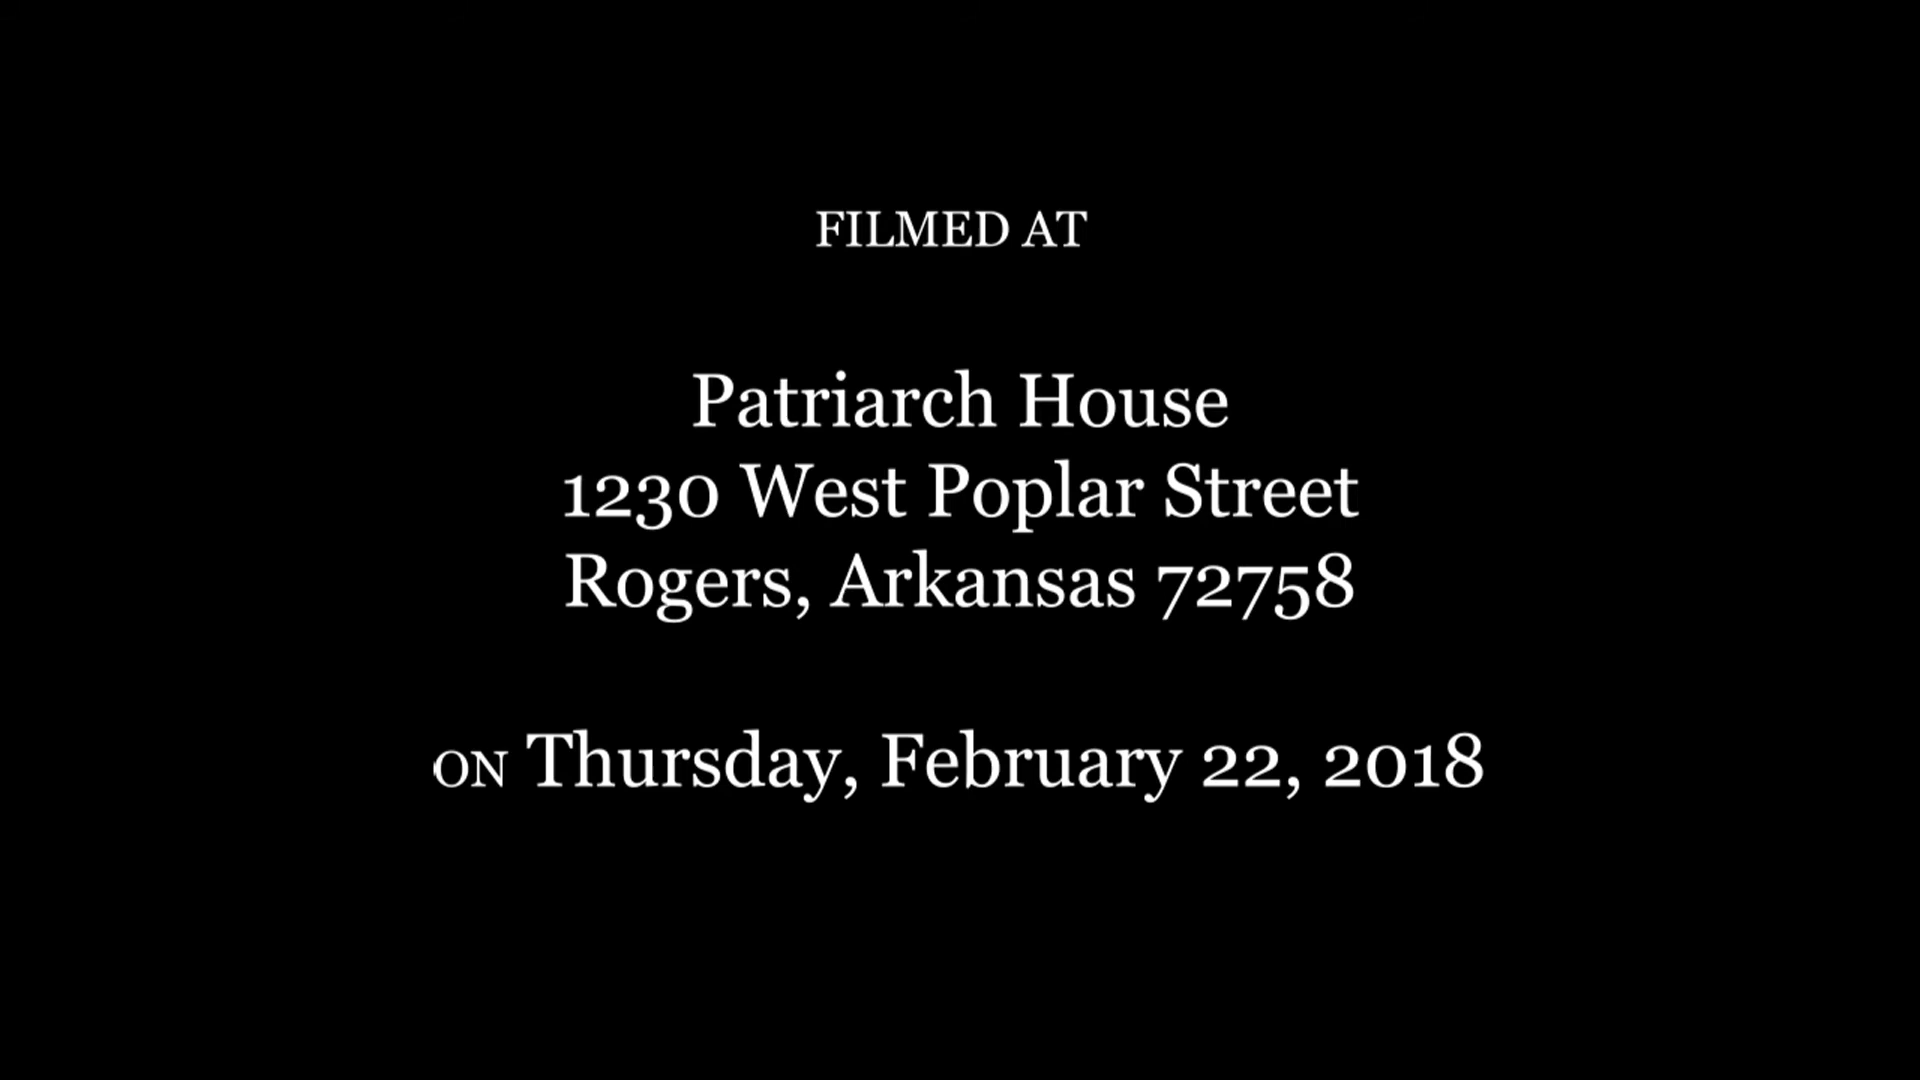 FILMED AT
Patriarch House
1230 West Poplar Street
Rogers, Arkansas 72758
ON Thursday, February 22, 2018